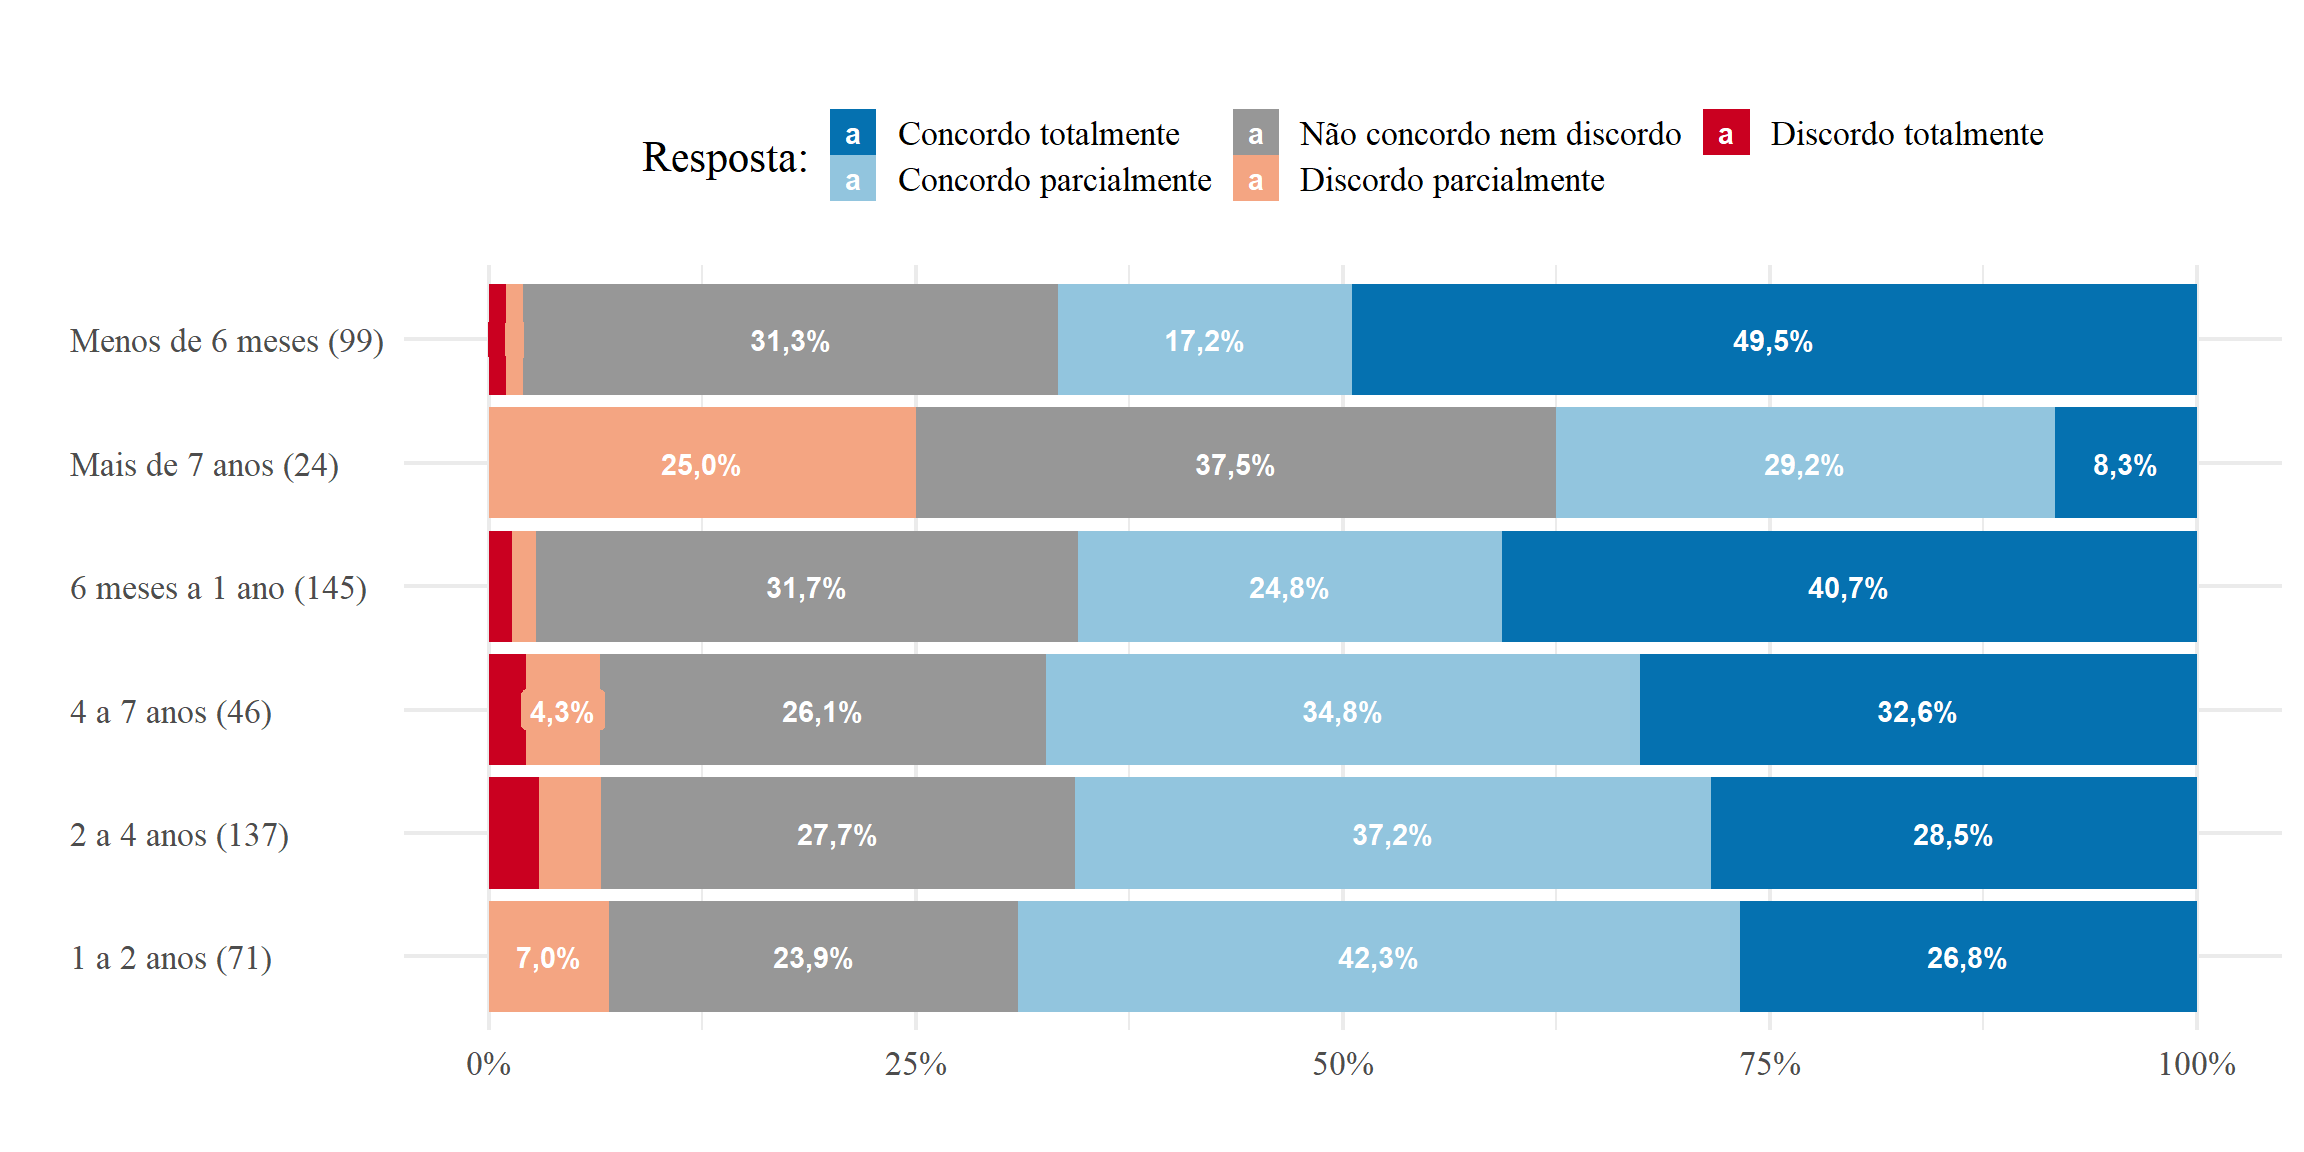 Resposta:
a Concordo totalmente
a Concordo parcialmente
a Não concordo nem discordo
a Discordo parcialmente
a Discordo totalmente
Menos de 6 meses (99) 31,3% 17,2% 49,5%
Mais de 7 anos (24) 25,0% 37,5% 29,2% 8,3%
6 meses a 1 ano (145) 31,7% 24,8% 40,7%
4 a 7 anos (46) 4,3% 26,1% 34,8% 32,6%
2 a 4 anos (137) 27,7% 37,2% 28,5%
1 a 2 anos (71) 7,0% 23,9% 42,3% 26,8%
0% 25% 50% 75% 100%